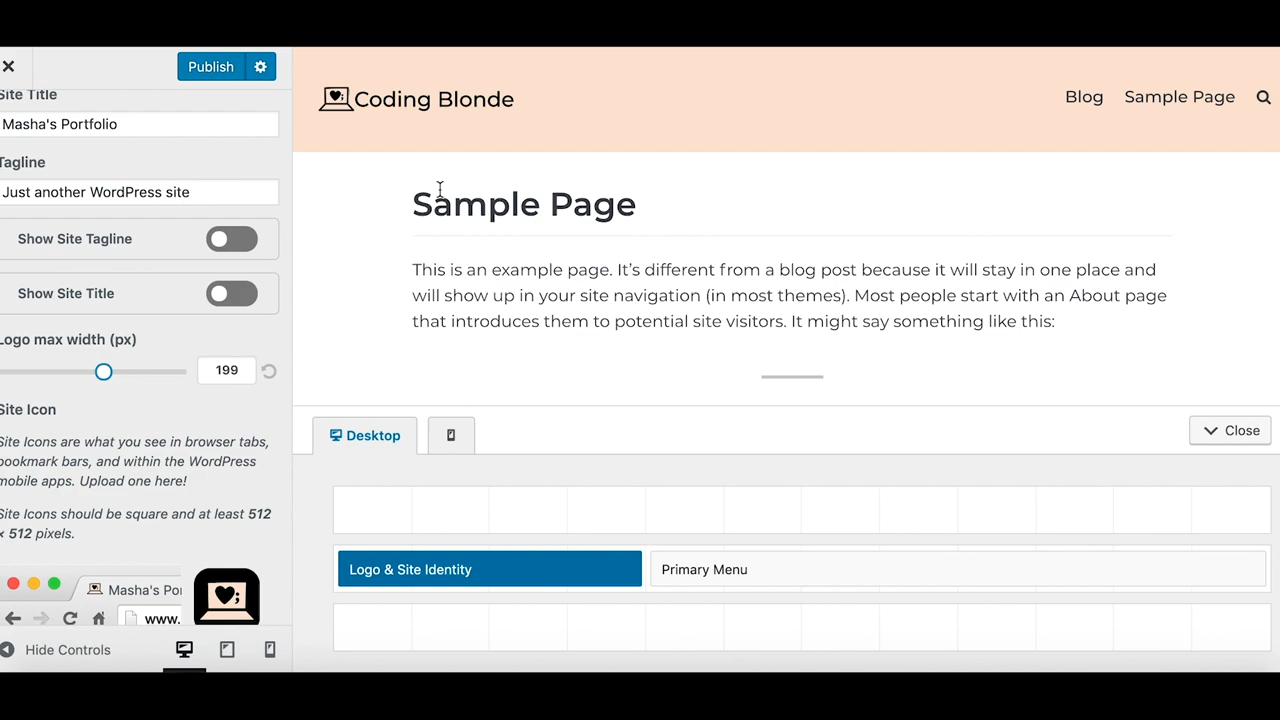 Publish
Site Title
Masha's Portfolio
Tagline
Just another WordPress site
Show Site Tagline
Show Site Title
Logo max width (px)
199
Site Icon
Site Icons are what you see in browser tabs,
bookmark bars, and within the WordPress
mobile apps. Upload one here!
Site Icons should be square and at least 512
× 512 pixels.
Masha's Po
www.
Hide Controls
Coding Blonde
Blog
Sample Page
Sample Page
This is an example page. It’s different from a blog post because it will stay in one place and
will show up in your site navigation (in most themes). Most people start with an About page
that introduces them to potential site visitors. It might say something like this:
Desktop
Close
Logo & Site Identity
Primary Menu